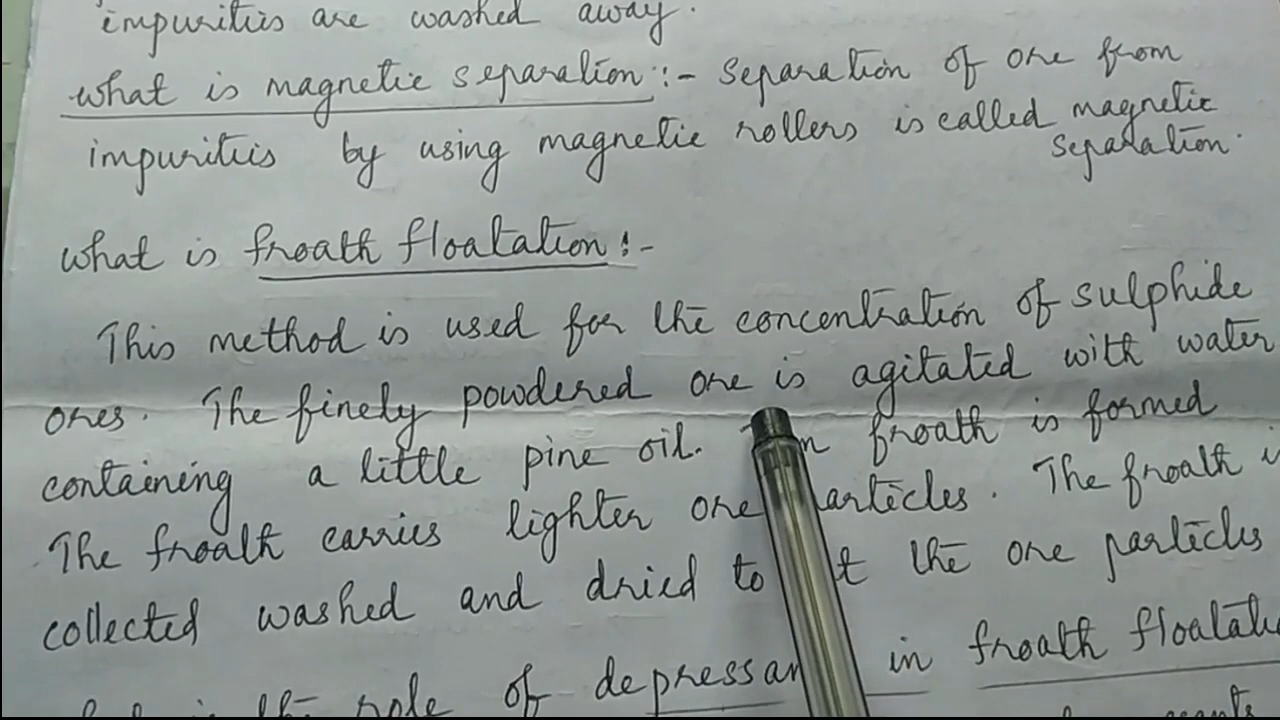 impurities are washed away.
what is magnetic separation :- separation of ore from
impurities by using magnetic rollers is called magnetic
separation.
what is froath floatation :-
This method is used for the concentration of sulphide
ores. The finely powdered ore is agitated with water
containing a little pine oil. froath is formed
The froath carries lighter ore particles. The froath is
collected washed and dried to the ore particles
the role of depressant in froath floatation